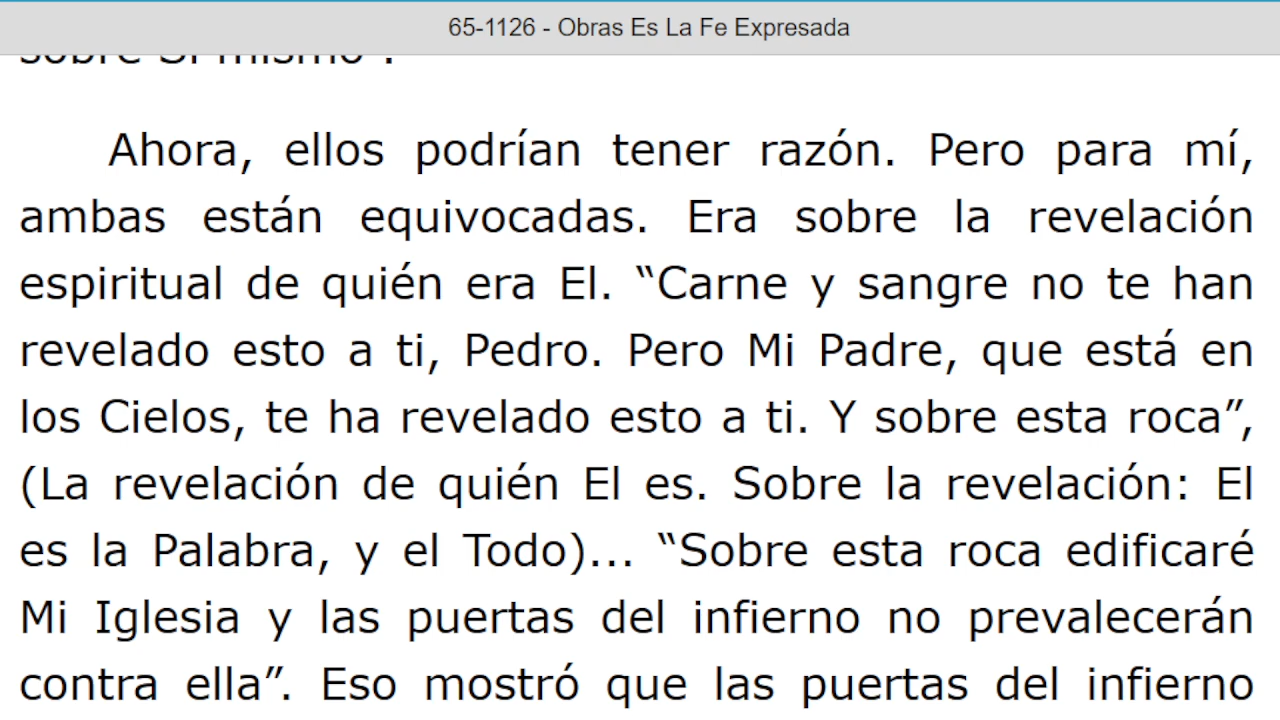 65-1126 - Obras Es La Fe Expresada
sobre Sí mismo".
Ahora, ellos podrían tener razón. Pero para mí,
ambas están equivocadas. Era sobre la revelación
espiritual de quién era El. “Carne y sangre no te han
revelado esto a ti, Pedro. Pero Mi Padre, que está en
los Cielos, te ha revelado esto a ti. Y sobre esta roca”,
(La revelación de quién El es. Sobre la revelación: El
es la Palabra, y el Todo)... “Sobre esta roca edificaré
Mi Iglesia y las puertas del infierno no prevalecerán
contra ella”. Eso mostró que las puertas del infierno